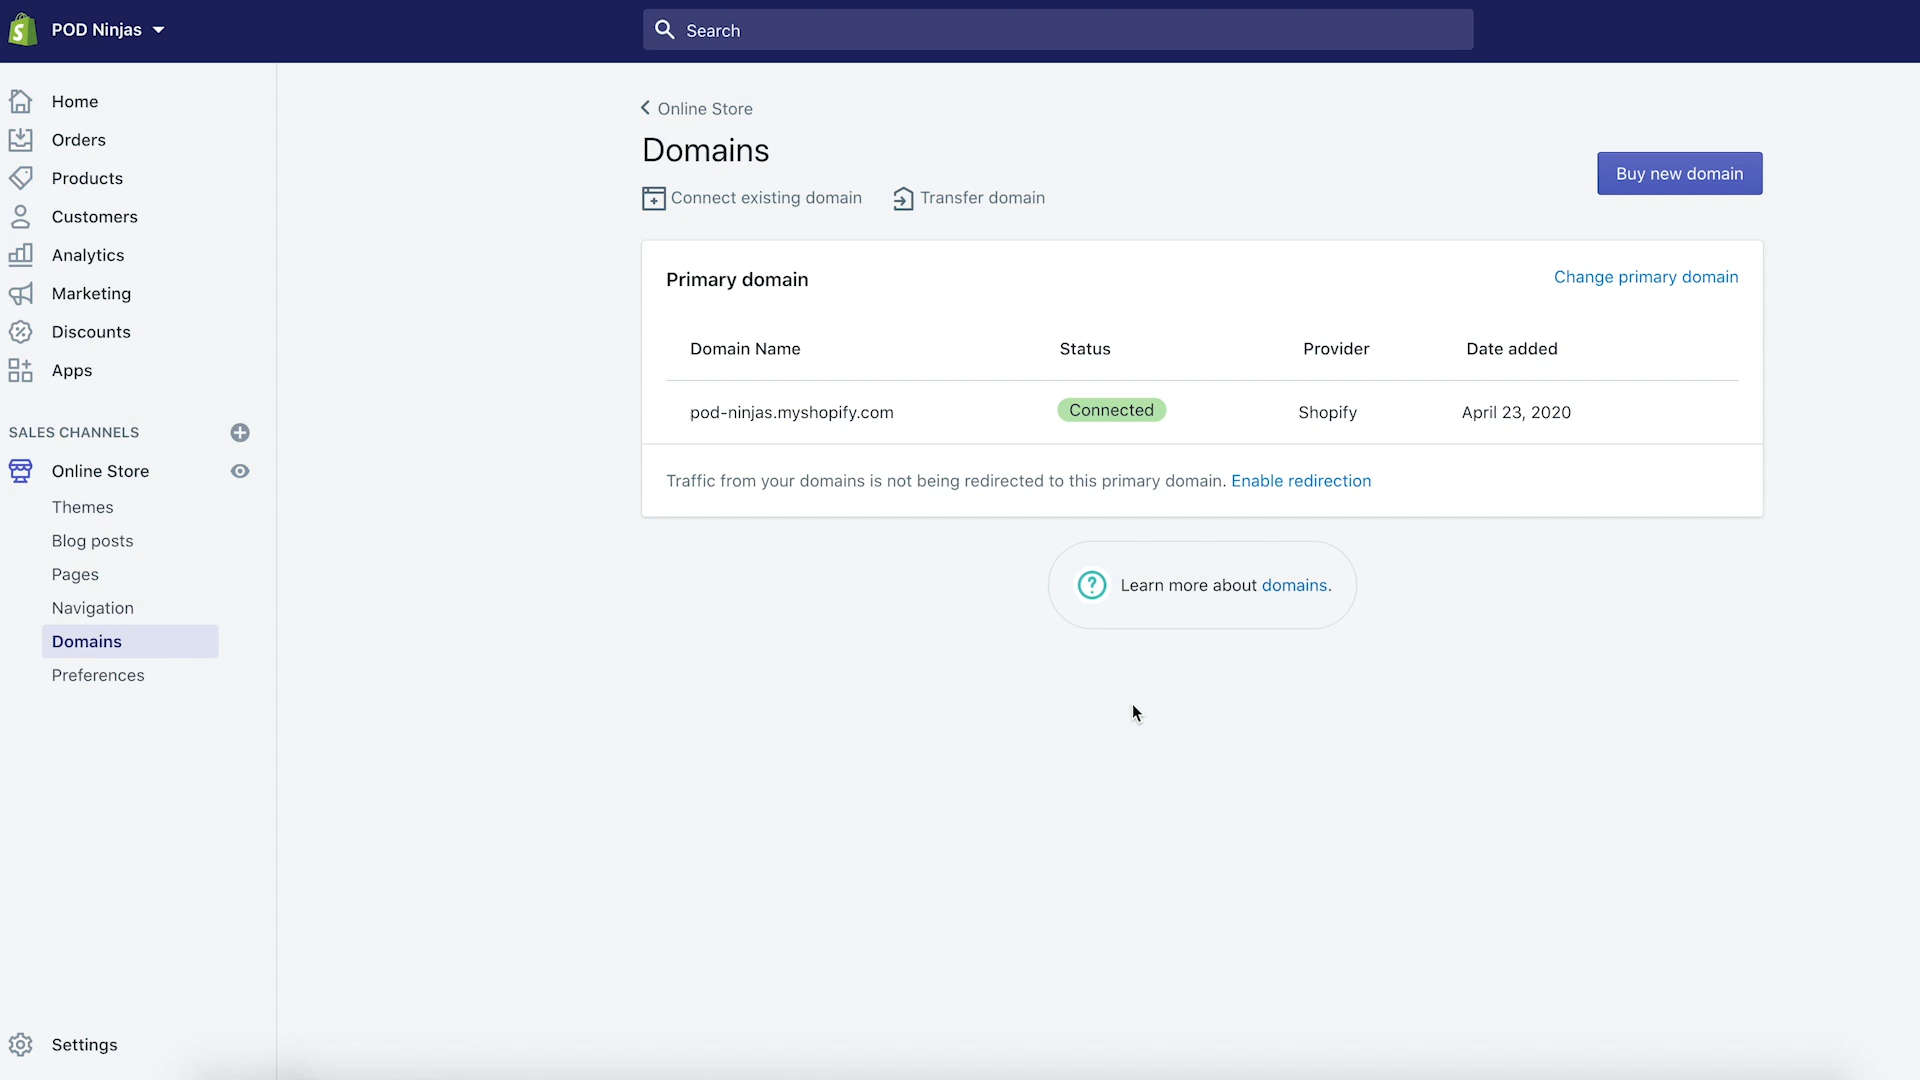 POD Ninjas
Search
Home
Orders
Products
Customers
Analytics
Marketing
Discounts
Apps
SALES CHANNELS
Online Store
Themes
Blog posts
Pages
Navigation
Domains
Preferences
Settings
Online Store
Domains
Connect existing domain Transfer domain
Buy new domain
Primary domain Change primary domain
Domain Name Status Provider Date added
pod-ninjas.myshopify.com Connected Shopify April 23, 2020
Traffic from your domains is not being redirected to this primary domain. Enable redirection
Learn more about domains.